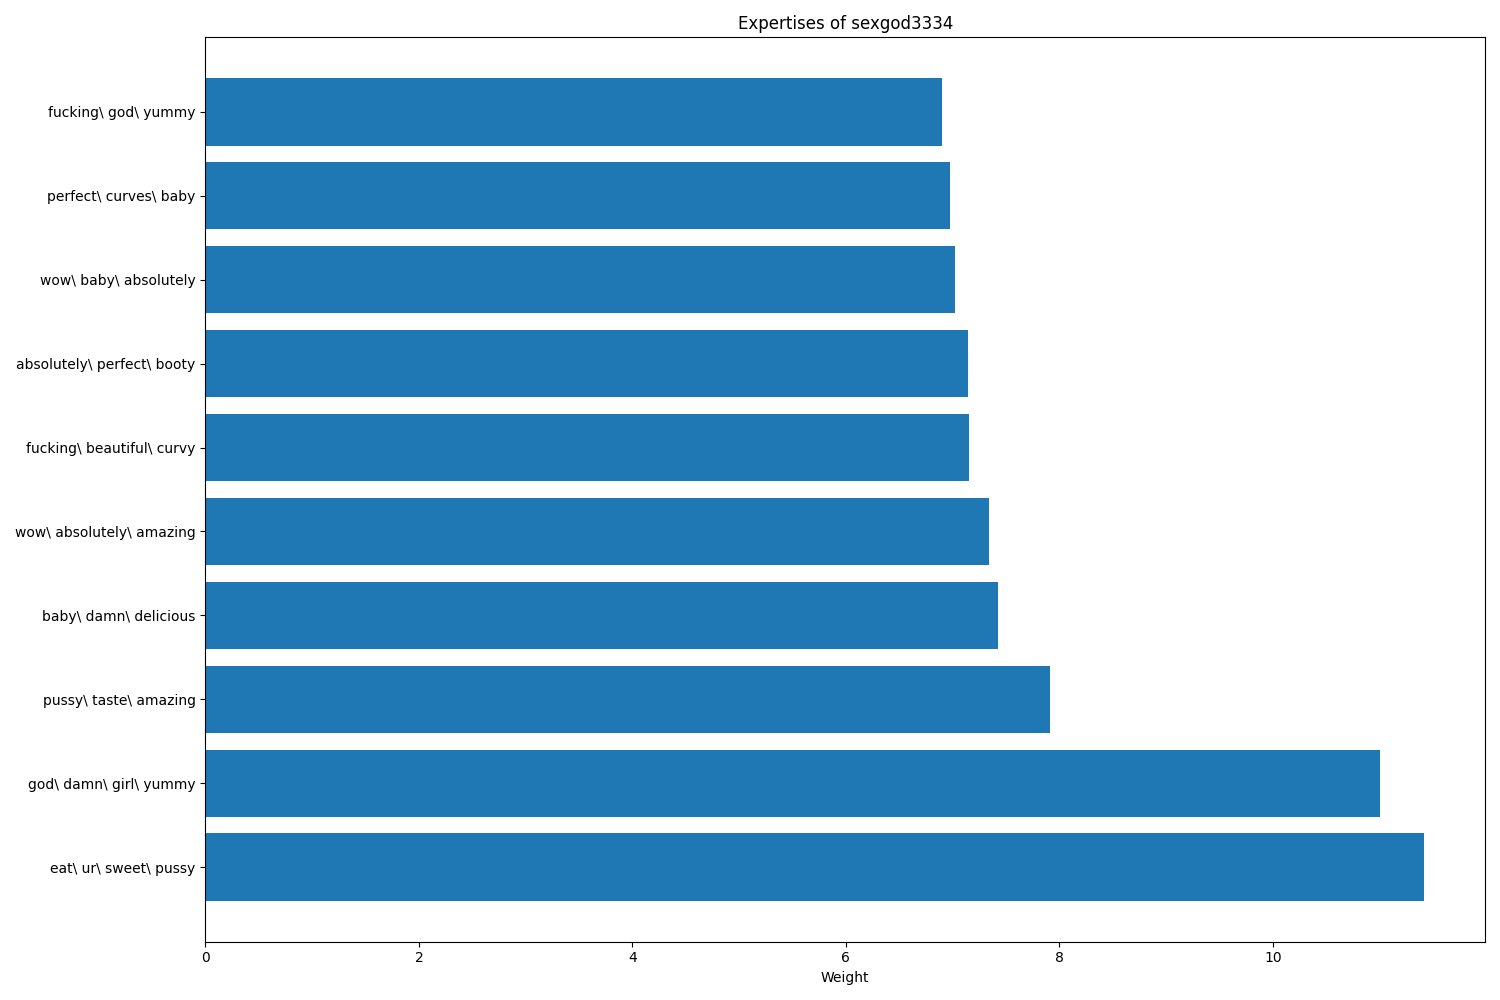 Expertises of sexgod3334
fucking\ god\ yummy
perfect\ curves\ baby
wow\ baby\ absolutely
absolutely\ perfect\ booty
fucking\ beautiful\ curvy
wow\ absolutely\ amazing
baby\ damn\ delicious
pussy\ taste\ amazing
god\ damn\ girl\ yummy
eat\ ur\ sweet\ pussy
0 2 4 6 8 10
Weight